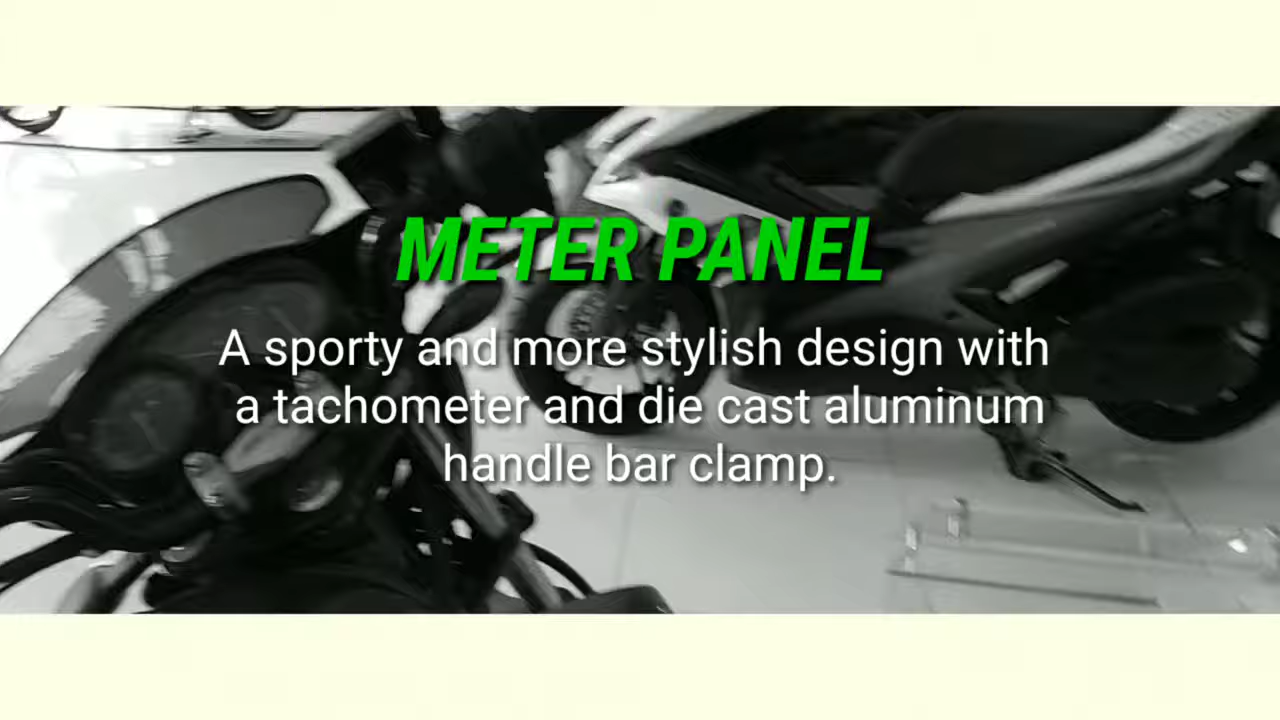 METER PANEL
A sporty and more stylish design with
a tachometer and die cast aluminum
handle bar clamp.